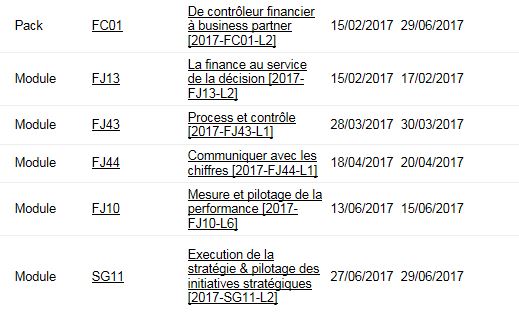 De contrôleur financier
Pack FC01 à business partner 15/02/2017 29/06/2017
[2017-FC01-L2]
La finance au service
Module FJ13 de la décision [2017- 15/02/2017 17/02/2017
FJ13-L2]
Module FJ43 Process et contrôle 28/03/2017 30/03/2017
[2017-FJ43-L1]
Module FJ44 Communiquer avec les 18/04/2017 20/04/2017
chiffres [2017-FJ44-L1]
Mesure et pilotage de la
Module FJ10 performance [2017- 13/06/2017 15/06/2017
FJ10-L6]
Execution de la
stratégie & pilotage des
Module SG11 initiatives stratégiques 27/06/2017 29/06/2017
[2017-SG11-L2]